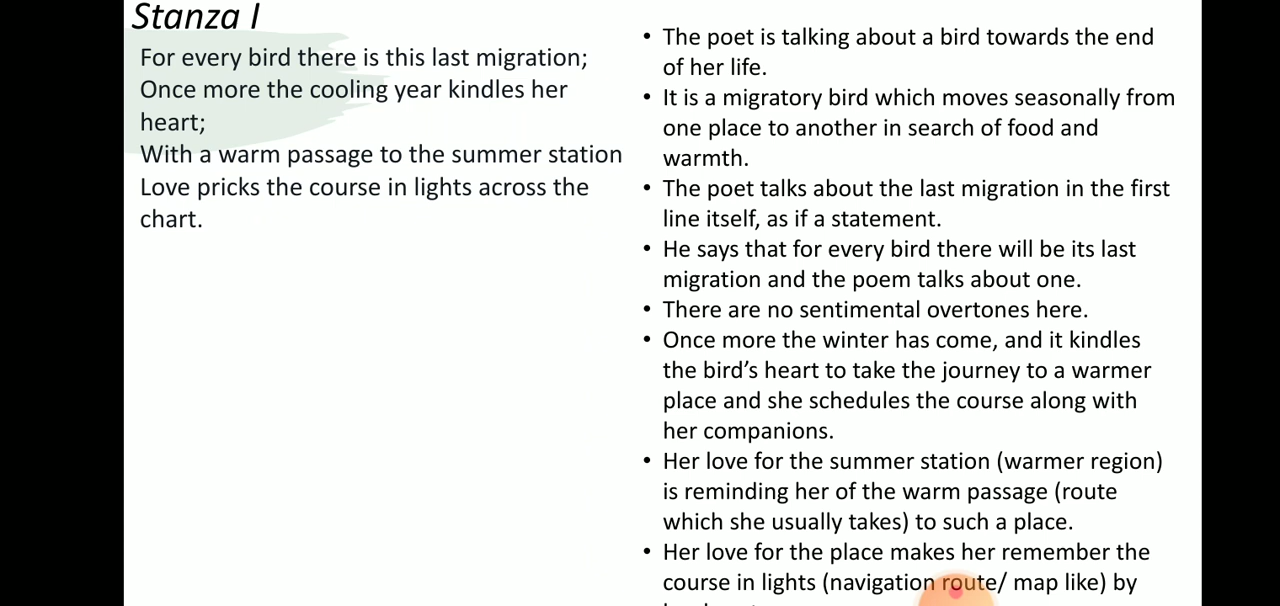 Stanza I
For every bird there is this last migration;
Once more the cooling year kindles her
heart;
With a warm passage to the summer station
Love pricks the course in lights across the
chart.
• The poet is talking about a bird towards the end
of her life.
• It is a migratory bird which moves seasonally from
one place to another in search of food and
warmth.
• The poet talks about the last migration in the first
line itself, as if a statement.
• He says that for every bird there will be its last
migration and the poem talks about one.
• There are no sentimental overtones here.
• Once more the winter has come, and it kindles
the bird’s heart to take the journey to a warmer
place and she schedules the course along with
her companions.
• Her love for the summer station (warmer region)
is reminding her of the warm passage (route
which she usually takes) to such a place.
• Her love for the place makes her remember the
course in lights (navigation route/ map like) by